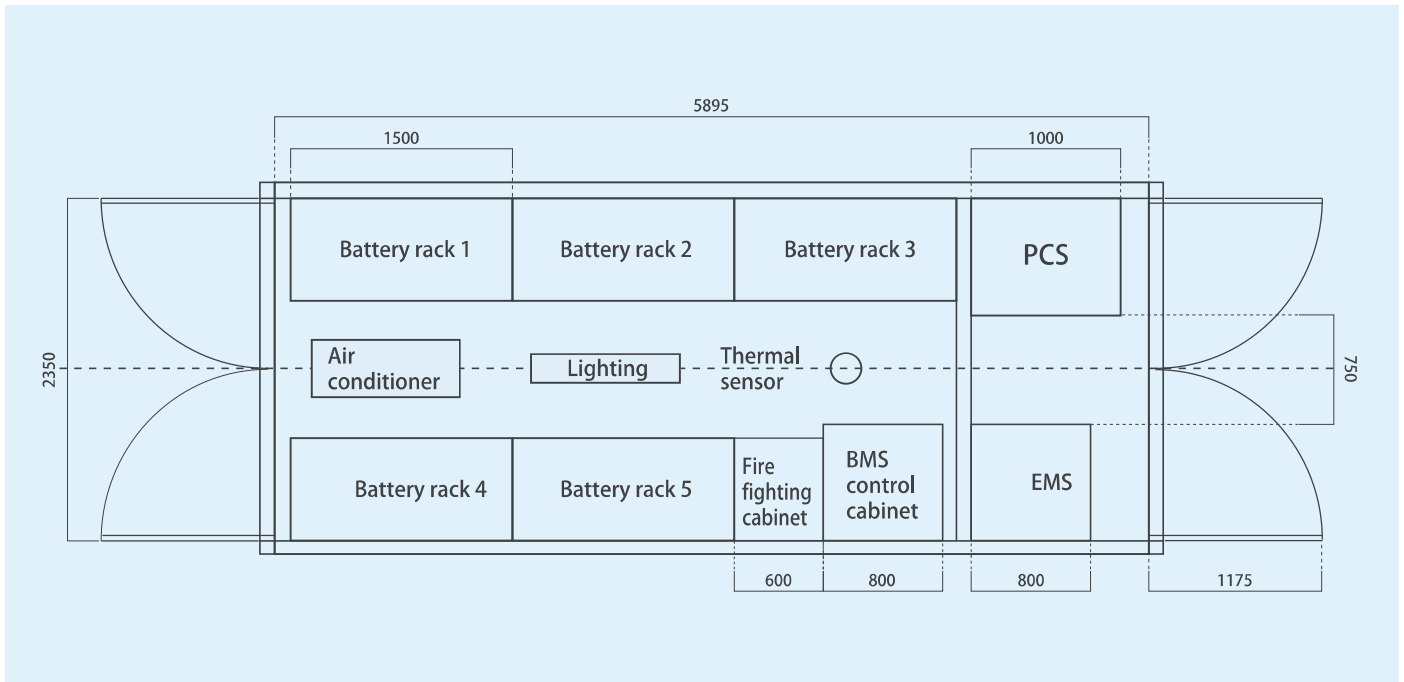 5895
1500
1000
Battery rack 1
Battery rack 2
Battery rack 3
PCS
2350
Air
conditioner
Lighting
Thermal
sensor
750
Battery rack 4
Battery rack 5
Fire
fighting
cabinet
BMS
control
cabinet
EMS
600
800
800
1175